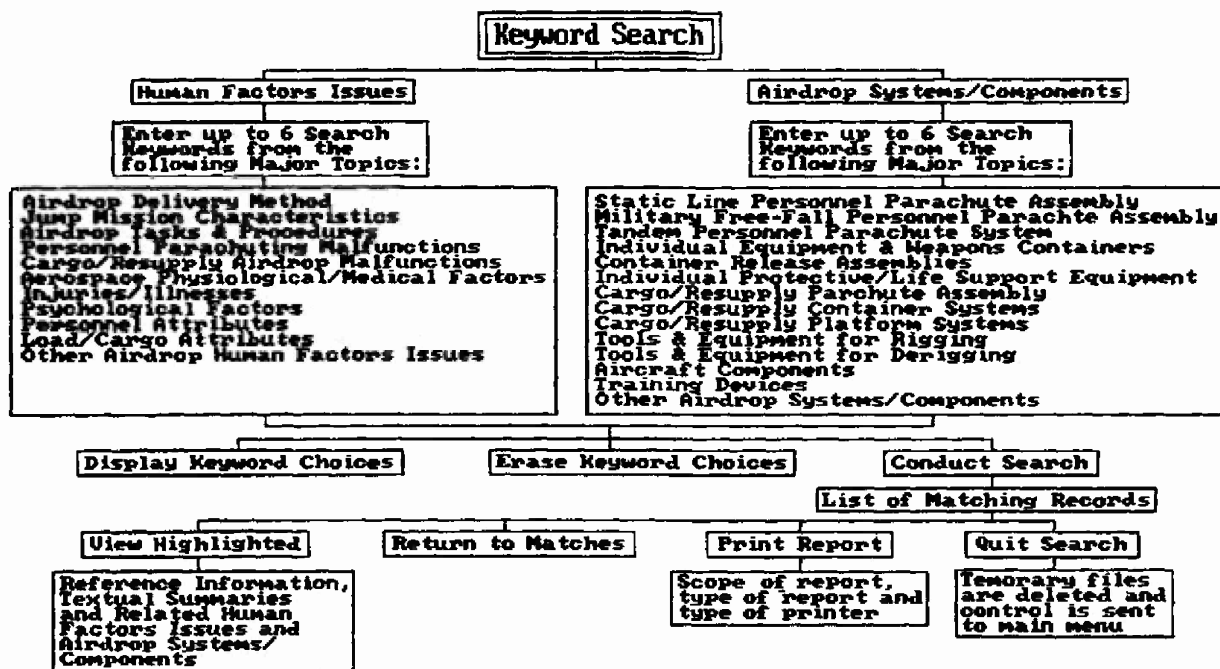 Keyword Search
Human Factors Issues
Airdrop Systems/Components
Enter up to 6 Search
Keywords from the
following Major Topics:
Enter up to 6 Search
Keywords from the
following Major Topics:
Airdrop Delivery Method
Jump Mission Characteristics
Airdrop Tasks & Procedures
Personnel Parachuting Malfunctions
Cargo/Resupply Airdrop Malfunctions
Aerospace Physiological/Medical Factors
Injuries/Illnesses
Psychological Factors
Personnel Attributes
Load/Cargo Attributes
Other Airdrop Human Factors Issues
Static Line Personnel Parachute Assembly
Military Free-Fall Personnel Parachte Assembly
Tandem Personnel Parachute System
Individual Equipment & Weapons Containers
Container Release Assemblies
Individual Protective/Life Support Equipment
Cargo/Resupply Parchute Assembly
Cargo/Resupply Container Systems
Cargo/Resupply Platform Systems
Tools & Equipment for Rigging
Tools & Equipment for Derigging
Aircraft Components
Training Devices
Other Airdrop Systems/Components
Display Keyword Choices
Erase Keyword Choices
Conduct Search
List of Matching Records
View Highlighted
Return to Matches
Print Report
Quit Search
Reference Information,
Textual Summaries
and Related Human
Factors Issues and
Airdrop Systems/
Components
Scope of report,
type of report and
type of printer
Temorary files
are deleted and
control is sent
to main menu